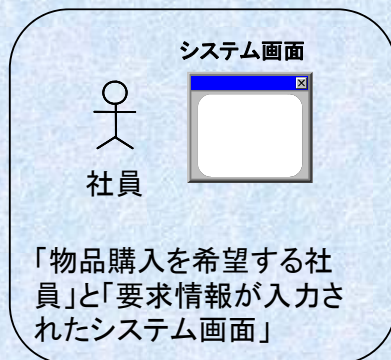 システム画面
社員
「物品購入を希望する社
員」と「要求情報が入力さ
れたシステム画面」